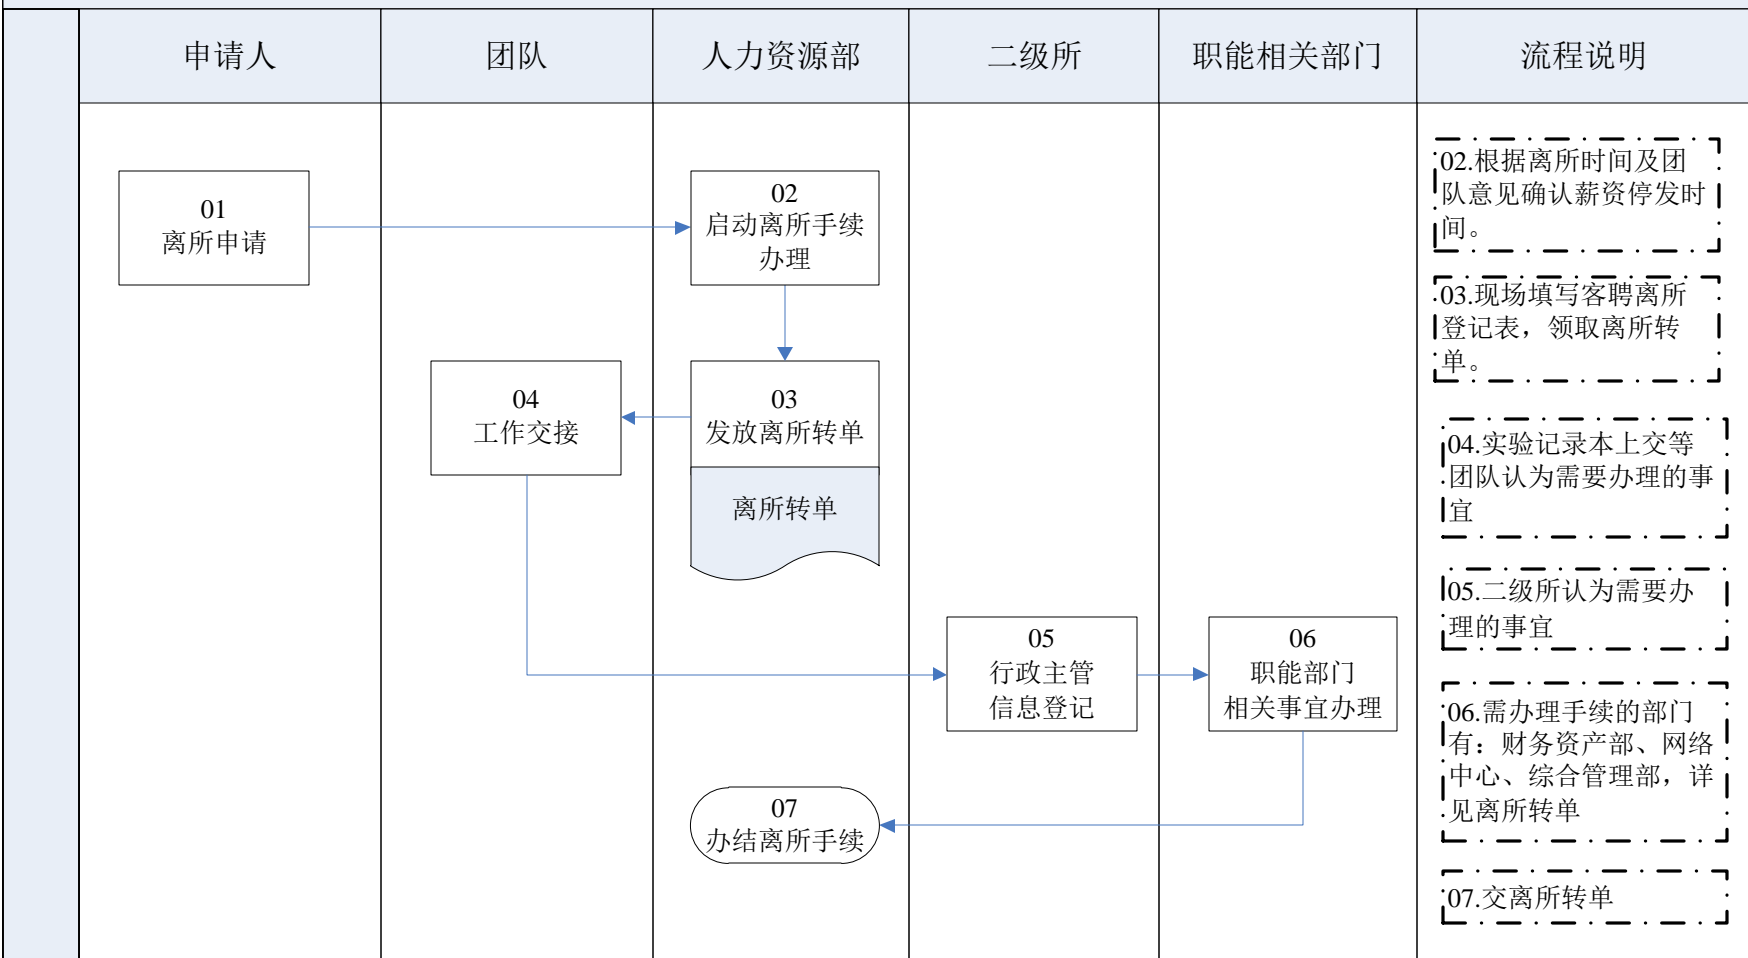 申请人
团队
人力资源部
二级所
职能相关部门
流程说明
01
离所申请
02
启动离所手续
办理
03
发放离所转单
离所转单
04
工作交接
05
行政主管
信息登记
06
职能部门
相关事宜办理
07
办结离所手续
02.根据离所时间及团
队意见确认薪资停发时
间。
03.现场填写客聘离所
登记表，领取离所转
单。
04.实验记录本上交等
团队认为需要办理的事
宜
05.二级所认为需要办
理的事宜
06.需办理手续的部门
有：财务资产部、网络
中心、综合管理部，详
见离所转单
07.交离所转单